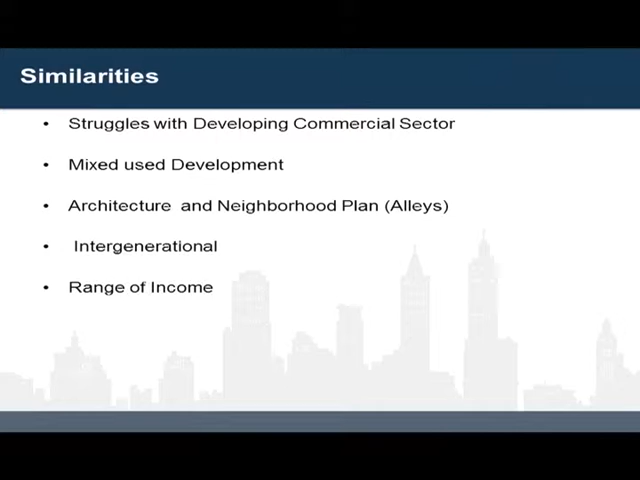 Similarities
• Struggles with Developing Commercial Sector
• Mixed used Development
• Architecture and Neighborhood Plan (Alleys)
• Intergenerational
• Range of Income